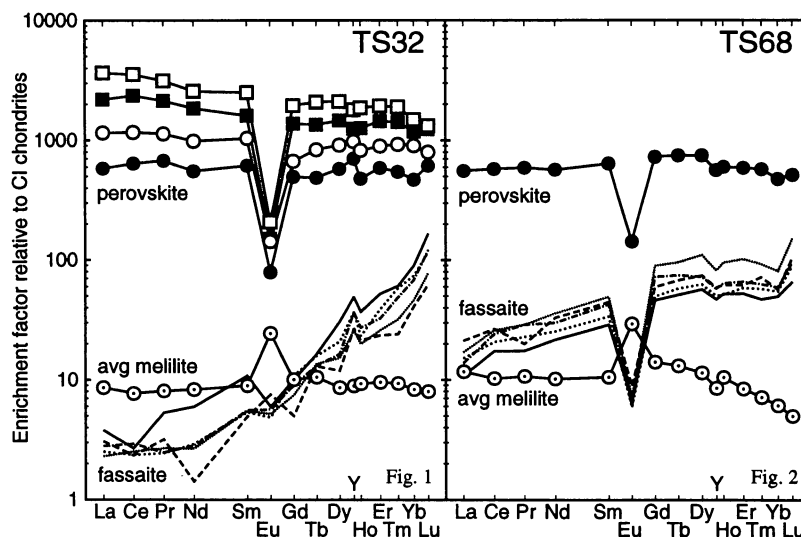 Enrichment factor relative to CI chondrites
10000
1000
100
10
1
TS32
perovskite
avg melilite
fassaite
Fig. 1
Y
La Ce Pr Nd Sm Eu Gd Tb Dy Ho Er Tm Yb Lu
TS68
perovskite
fassaite
avg melilite
Fig. 2
Y
La Ce Pr Nd Sm Eu Gd Tb Dy Ho Er Tm Yb Lu